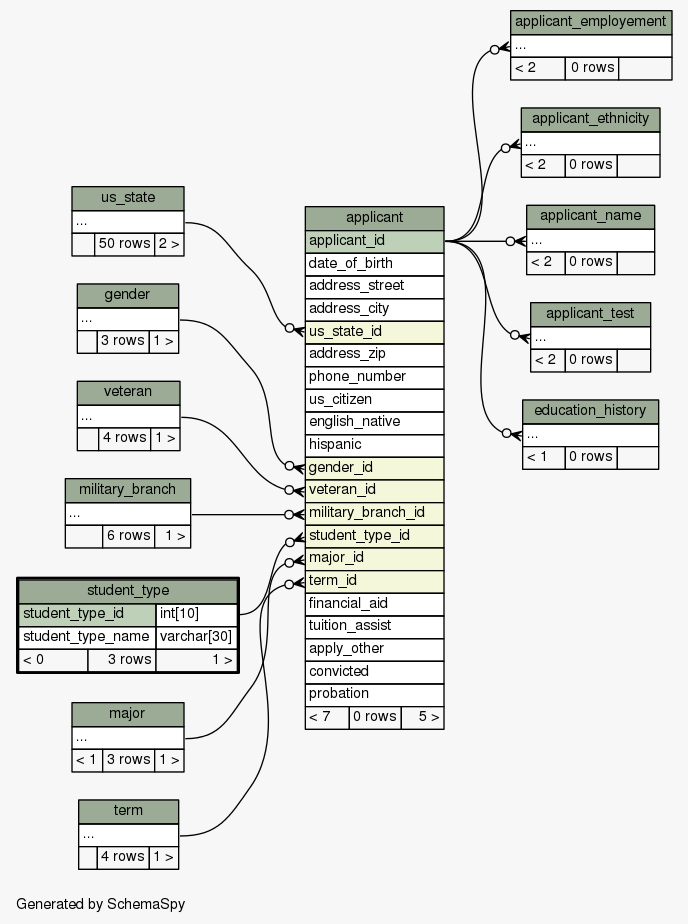 applicant_employement
...
< 2 0 rows
applicant_ethnicity
...
< 2 0 rows
applicant_name
...
< 2 0 rows
applicant_test
...
< 2 0 rows
education_history
...
< 1 0 rows
us_state
...
50 rows 2 >
gender
...
3 rows 1 >
veteran
...
4 rows 1 >
military_branch
...
6 rows 1 >
student_type
student_type_id int[10]
student_type_name varchar[30]
< 0 3 rows 1 >
major
...
< 1 3 rows 1 >
term
...
4 rows 1 >
applicant
applicant_id
date_of_birth
address_street
address_city
us_state_id
address_zip
phone_number
us_citizen
english_native
hispanic
gender_id
veteran_id
military_branch_id
student_type_id
major_id
term_id
financial_aid
tuition_assist
apply_other
convicted
probation
< 7 0 rows 5 >
Generated by SchemaSpy